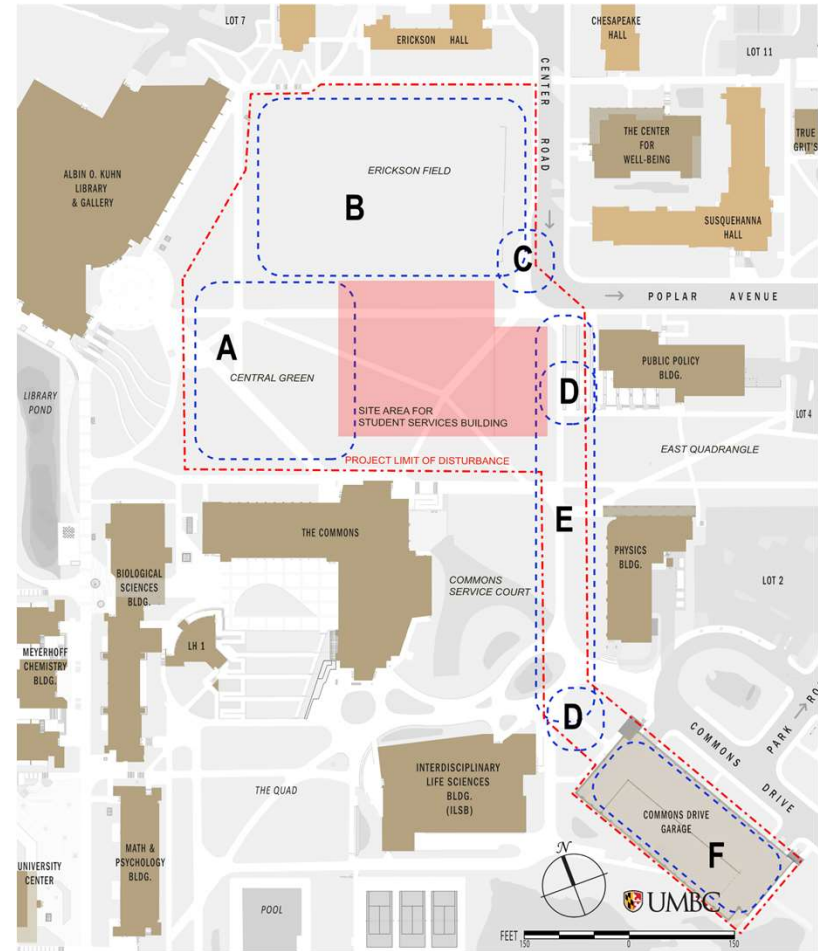 LOT 7
ERICKSON HALL
CENTER ROAD
CHESAPEAKE
HALL
LOT 11
THE CENTER
FOR
WELL-BEING
TRUE
GRIT'S
ALBIN O. KUHN
LIBRARY
& GALLERY
ERICKSON FIELD
B
SUSQUEHANNA
HALL
C
POPLAR AVENUE
A
CENTRAL GREEN
PUBLIC POLICY
BLDG.
D
LIBRARY
POND
SITE AREA FOR
STUDENT SERVICES BUILDING
LOT 4
EAST QUADRANGLE
PROJECT LIMIT OF DISTURBANCE
E
THE COMMONS
PHYSICS
BLDG.
BIOLOGICAL
SCIENCES
BLDG.
COMMONS
SERVICE COURT
LOT 2
LH 1
MEYERHOFF
CHEMISTRY
BLDG.
D
COMMONS DRIVE
PARK RO
INTERDISCIPLINARY
LIFE SCIENCES
BLDG.
(ILSB)
THE QUAD
COMMONS DRIVE
GARAGE
F
MATH &
PSYCHOLOGY
BLDG.
UNIVERSITY
CENTER
N
UMBC
POOL
FEET
150 0 150